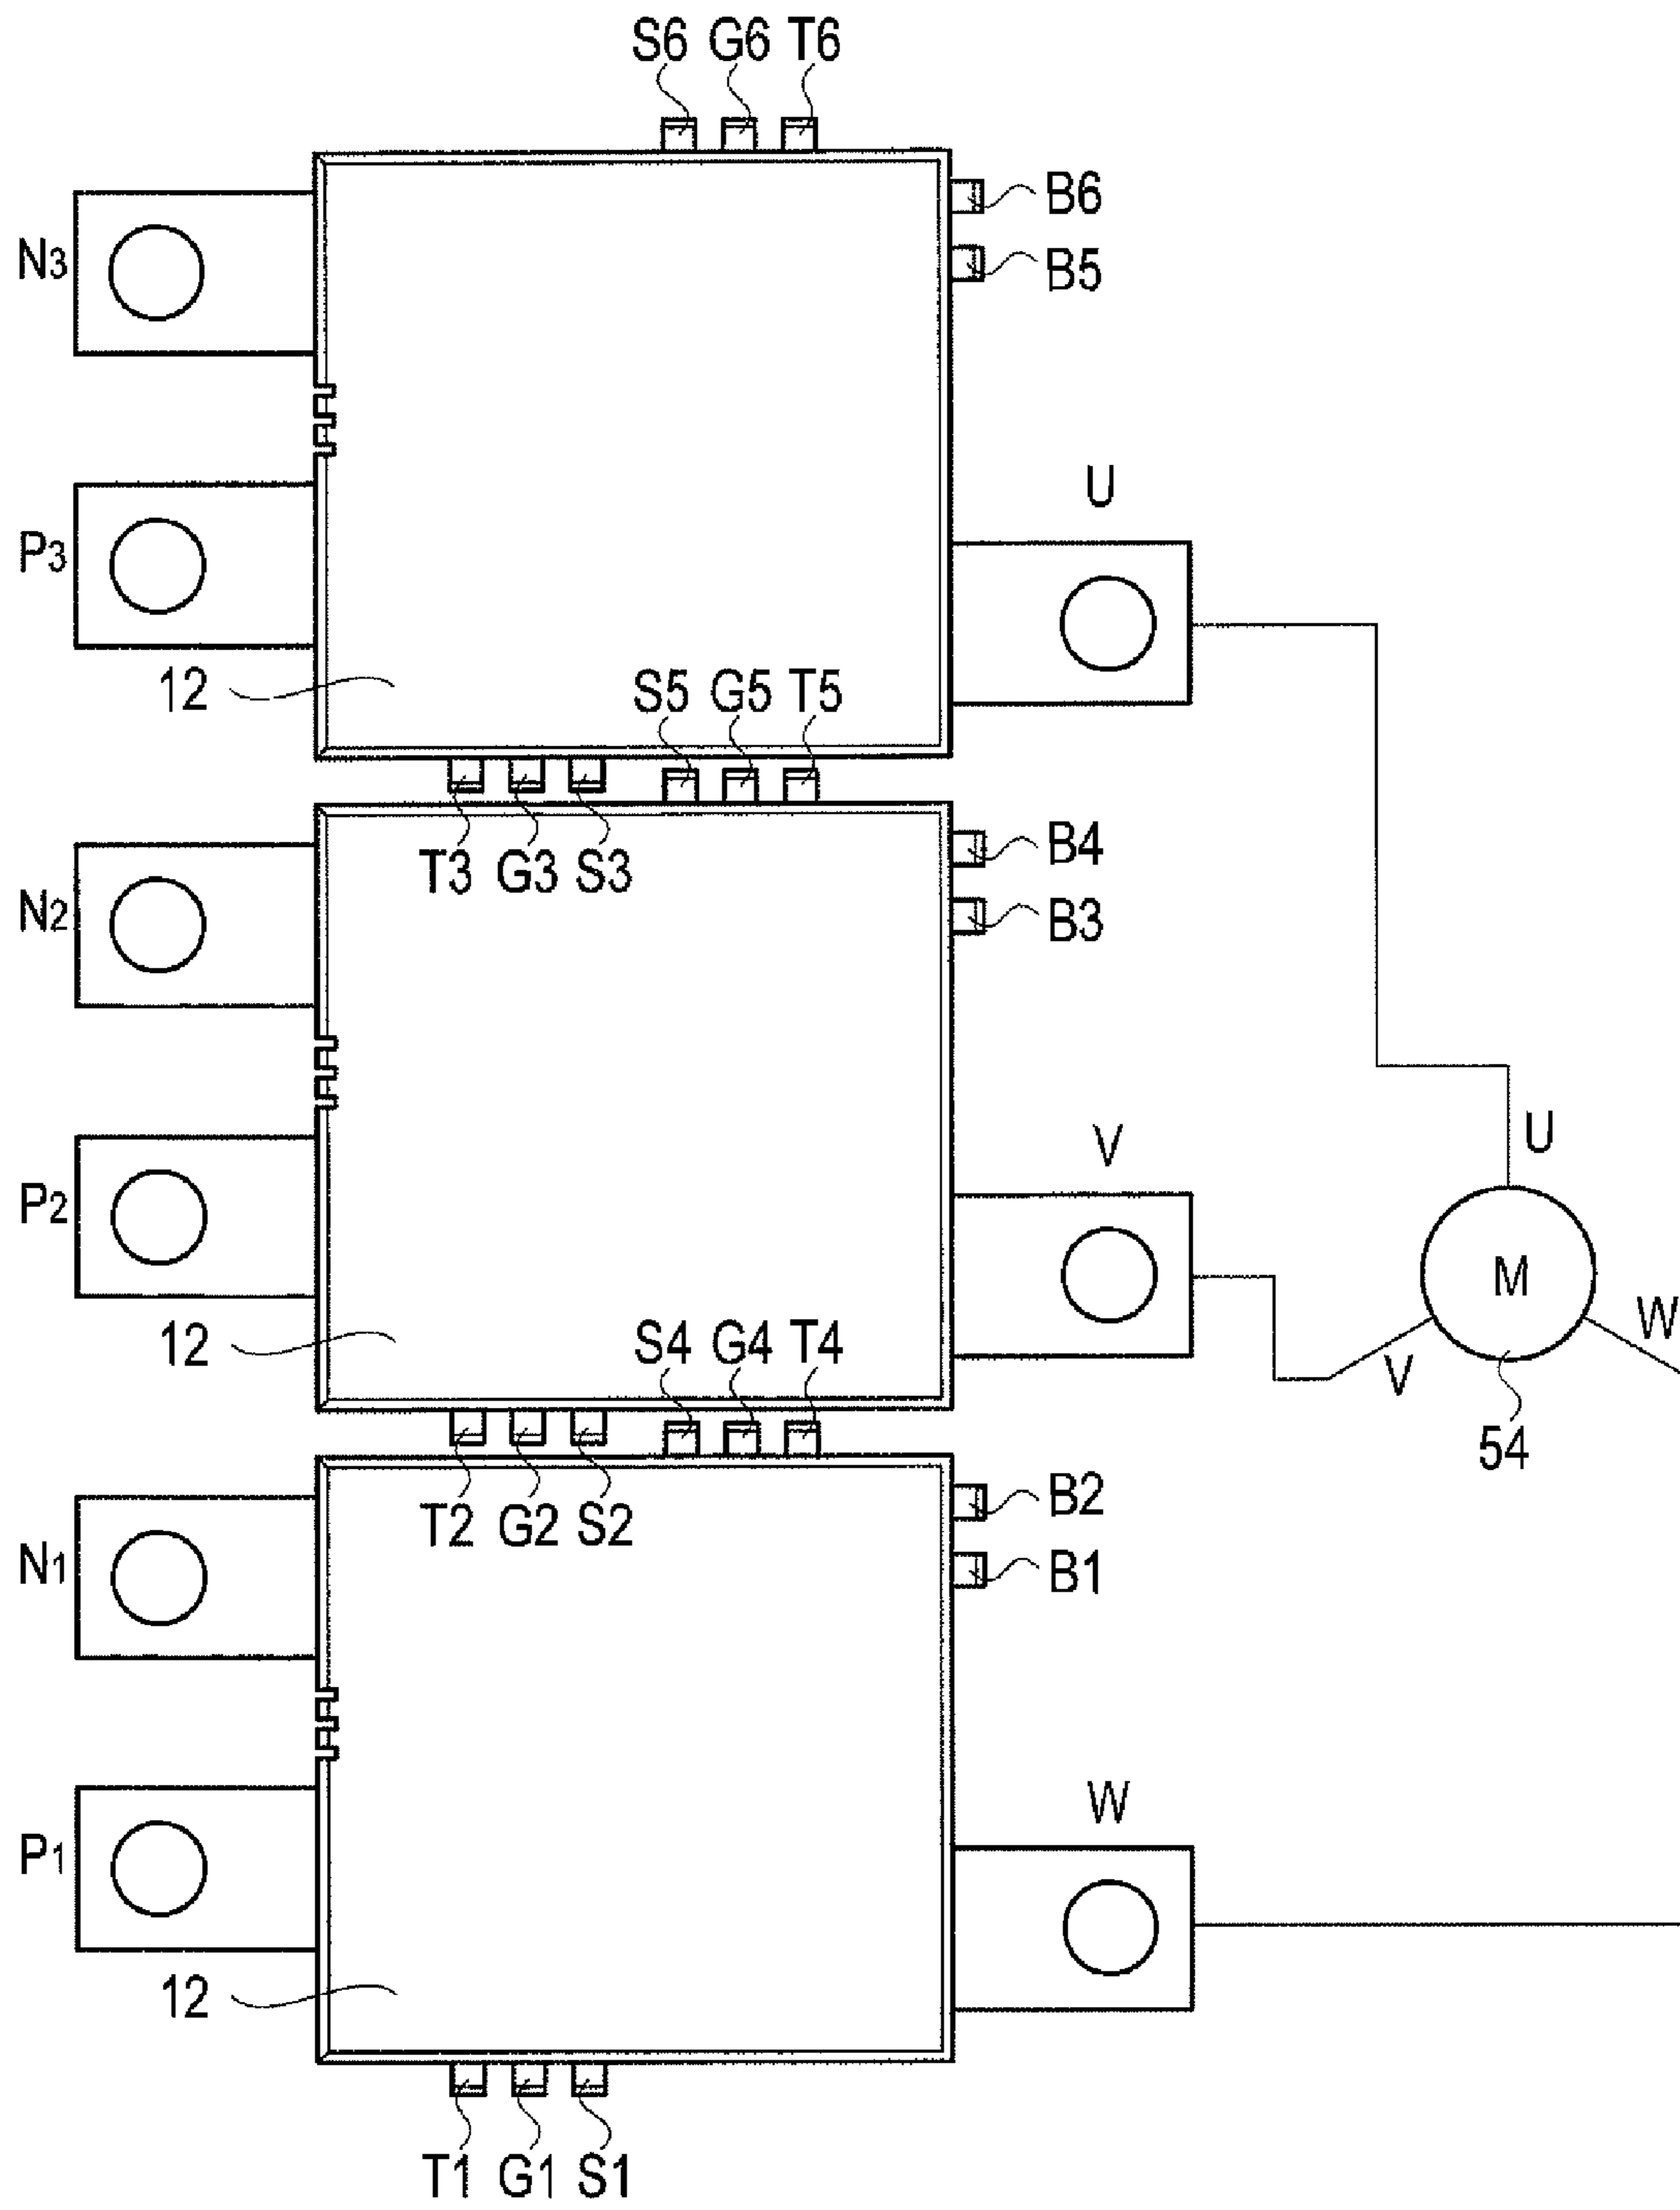 S6 G6 T6
B6
N3
B5
U
P3
12
S5 G5 T5
B4
T3 G3 S3
N2
B3
U
V
P2
M
W
12
S4 G4 T4
V
54
B2
T2 G2 S2
N1
B1
W
P1
12
T1 G1 S1